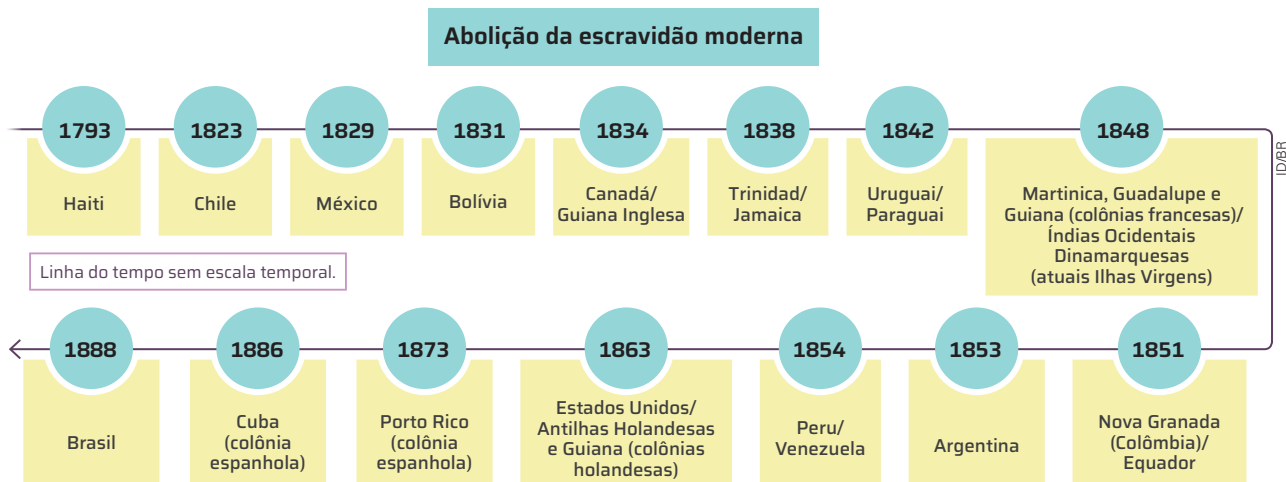 Abolição da escravidão moderna
1793
Haiti
1823
Chile
1829
México
1831
Bolívia
1834
Canadá/
Guiana Inglesa
1838
Trinidad/
Jamaica
1842
Uruguai/
Paraguai
1848
Martinica, Guadalupe e
Guiana (colônias francesas)/
Índias Ocidentais
Dinamarquesas
(atuais Ilhas Virgens)
ID/BR
Linha do tempo sem escala temporal.
1851
Nova Granada
(Colômbia)/
Equador
1853
Argentina
1854
Peru/
Venezuela
1863
Estados Unidos/
Antilhas Holandesas
e Guiana (colônias
holandesas)
1873
Porto Rico
(colônia
espanhola)
1886
Cuba
(colônia
espanhola)
1888
Brasil